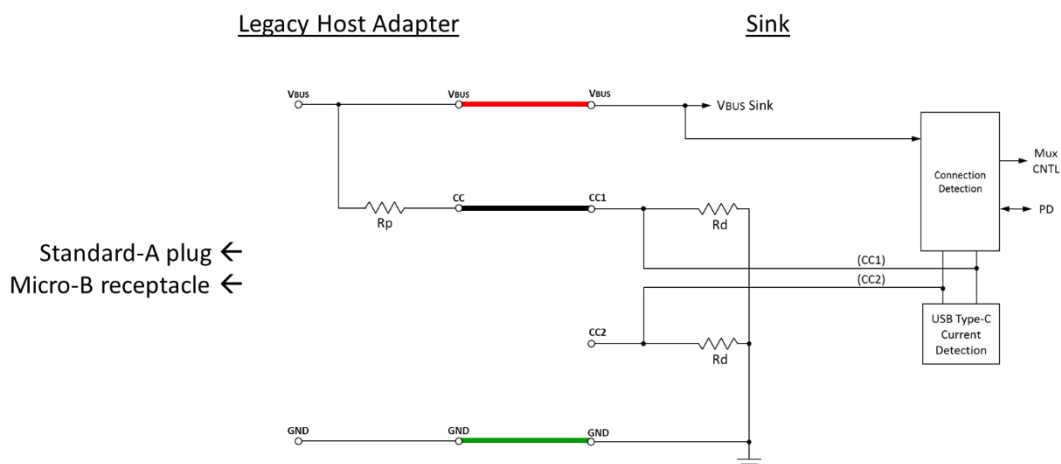 Legacy Host Adapter
Sink
VBUS
VBUS
VBUS
VBUS Sink
Mux
CNTL
Connection
Detection
CC
CC1
Rp
Rd
PD
Standard-A plug ←
Micro-B receptacle ←
(CC1)
(CC2)
USB Type-C
Current
Detection
CC2
Rd
GND
GND
GND